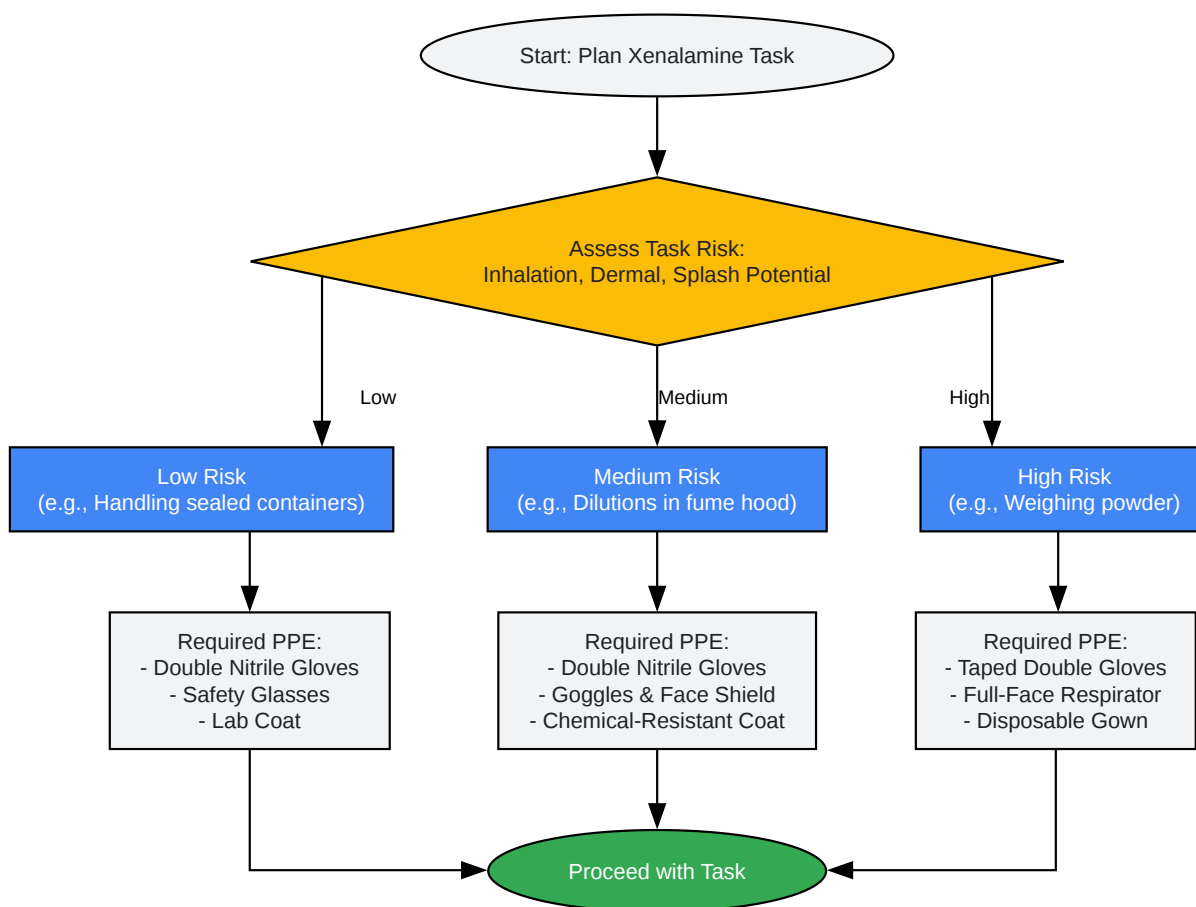 Start: Plan Xenalamine Task
Assess Task Risk:
Inhalation, Dermal, Splash Potential
Low
Medium
High
Low Risk
(e.g., Handling sealed containers)
Medium Risk
(e.g., Dilutions in fume hood)
High Risk
(e.g., Weighing powder)
Required PPE:
- Double Nitrile Gloves
- Safety Glasses
- Lab Coat
Required PPE:
- Double Nitrile Gloves
- Goggles & Face Shield
- Chemical-Resistant Coat
Required PPE:
- Taped Double Gloves
- Full-Face Respirator
- Disposable Gown
Proceed with Task